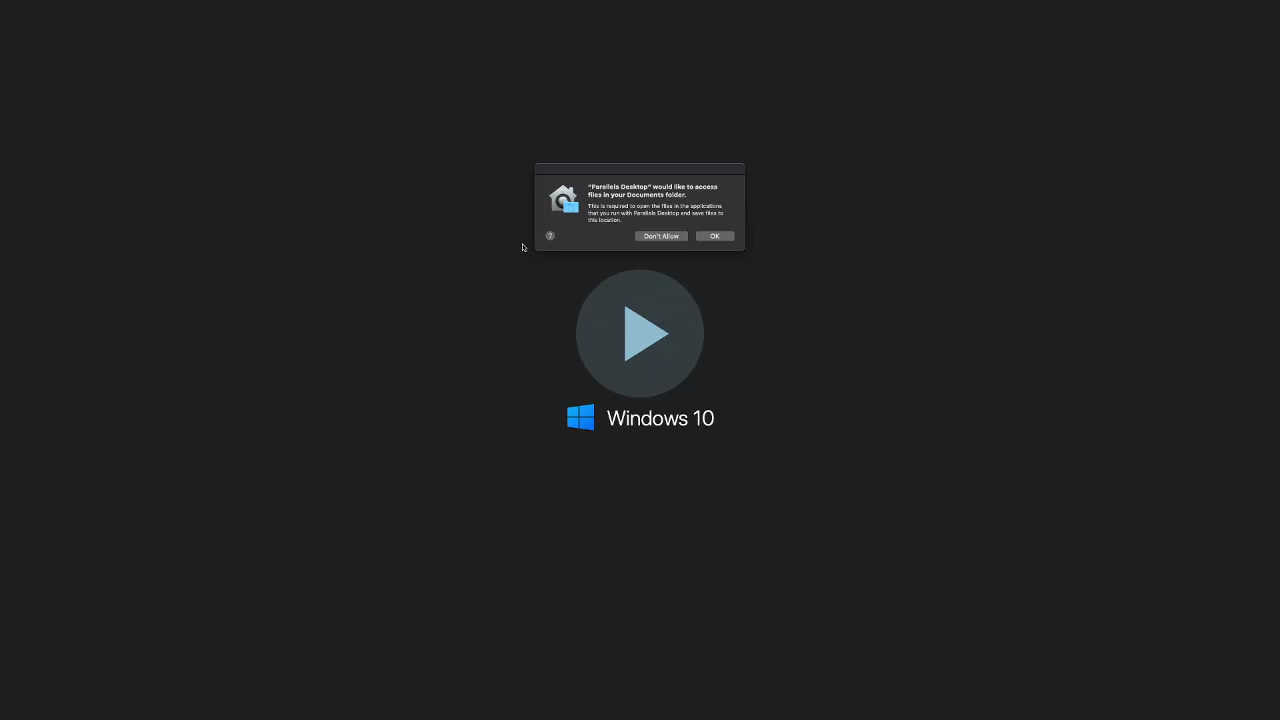 “Parallels Desktop” would like to access
files in your Documents folder.
This is required to open the files in the applications
that you run with Parallels Desktop and save files to
this location.
?
Don't Allow
OK
Windows 10